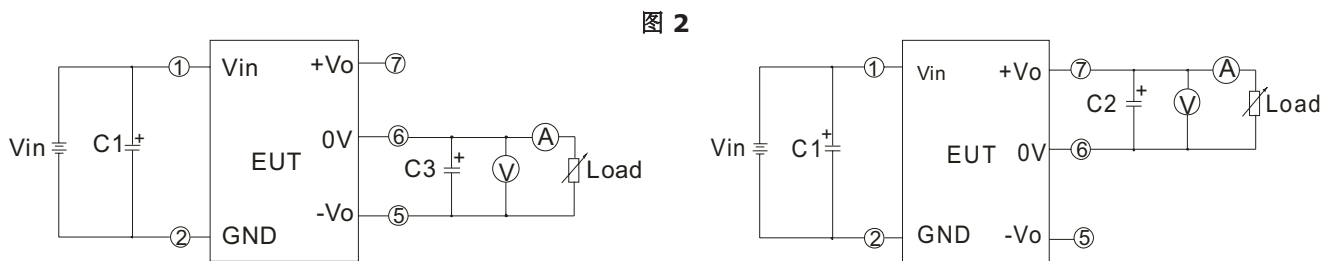 图 2
① Vin +Vo ⑦
Vin C1 + EUT 0V ⑥ C3 + V A Load
② GND -Vo ⑤
① Vin +Vo ⑦ C2 + V A Load
Vin C1 + EUT 0V ⑥
② GND -Vo ⑤